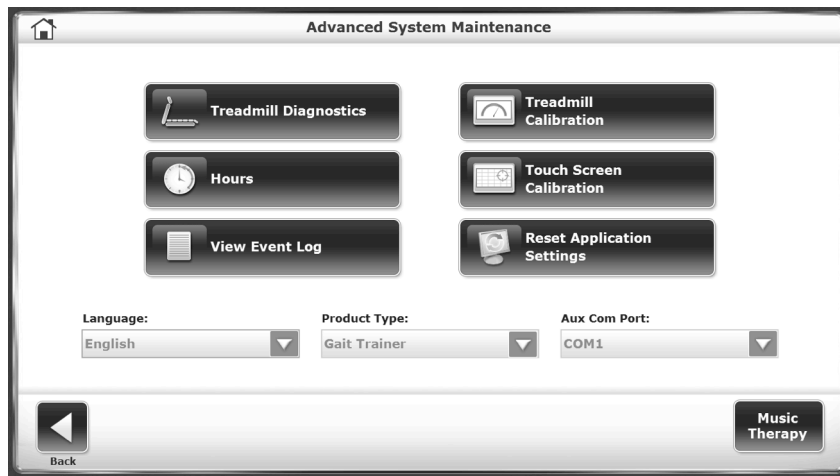 Advanced System Maintenance
Treadmill Diagnostics
Treadmill
Calibration
Hours
Touch Screen
Calibration
View Event Log
Reset Application
Settings
Language:
Product Type:
Aux Com Port:
English
Gait Trainer
COM1
Back
Music
Therapy